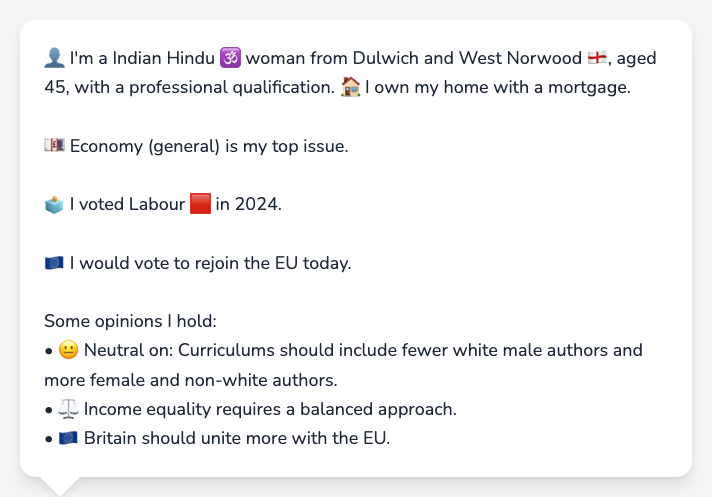 👤 I'm a Indian Hindu 🕉️ woman from Dulwich and West Norwood 🏴󠁧󠁢󠁥󠁮󠁧󠁿, aged
45, with a professional qualification. 🏠 I own my home with a mortgage.
💷 Economy (general) is my top issue.
🗳️ I voted Labour 🟥 in 2024.
🇪🇺 I would vote to rejoin the EU today.
Some opinions I hold:
• 😐 Neutral on: Curriculums should include fewer white male authors and
more female and non-white authors.
• ⚖️ Income equality requires a balanced approach.
• 🇪🇺 Britain should unite more with the EU.